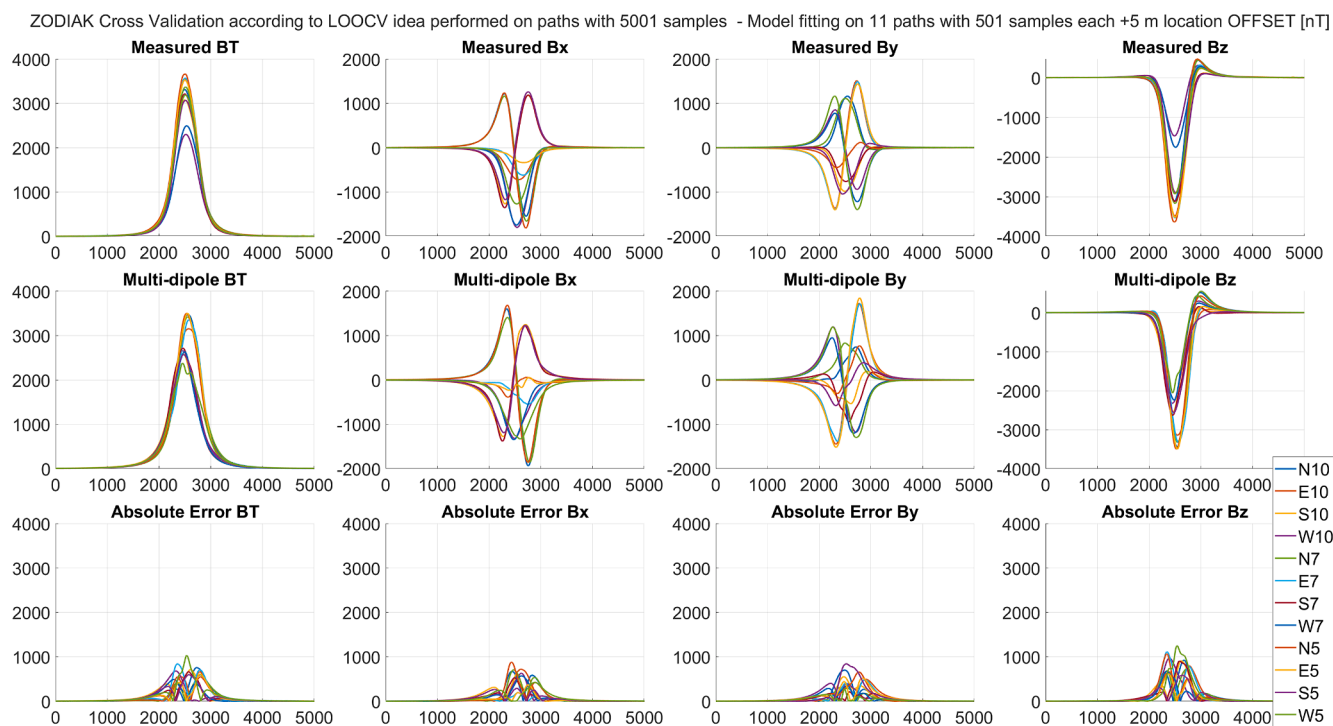 ZODIAK Cross Validation according to LOOCV idea performed on paths with 5001 samples  - Model fitting on 11 paths with 501 samples each +5 m location OFFSET [nT]
Measured BT
4000
3000
2000
1000
0
0 1000 2000 3000 4000 5000
Measured Bx
2000
1000
0
-1000
-2000
0 1000 2000 3000 4000 5000
Measured By
2000
1000
0
-1000
-2000
0 1000 2000 3000 4000 5000
Measured Bz
0
-1000
-2000
-3000
-4000
0 1000 2000 3000 4000 5000
Multi-dipole BT
4000
3000
2000
1000
0
0 1000 2000 3000 4000 5000
Multi-dipole Bx
2000
1000
0
-1000
-2000
0 1000 2000 3000 4000 5000
Multi-dipole By
2000
1000
0
-1000
-2000
0 1000 2000 3000 4000 5000
Multi-dipole Bz
0
-1000
-2000
-3000
-4000
0 1000 2000 3000 4000
Absolute Error BT
4000
3000
2000
1000
0
0 1000 2000 3000 4000 5000
Absolute Error Bx
4000
3000
2000
1000
0
0 1000 2000 3000 4000 5000
Absolute Error By
4000
3000
2000
1000
0
0 1000 2000 3000 4000 5000
Absolute Error Bz
4000
3000
2000
1000
0
0 1000 2000 3000 4000
N10
E10
S10
W10
N7
E7
S7
W7
N5
E5
S5
W5